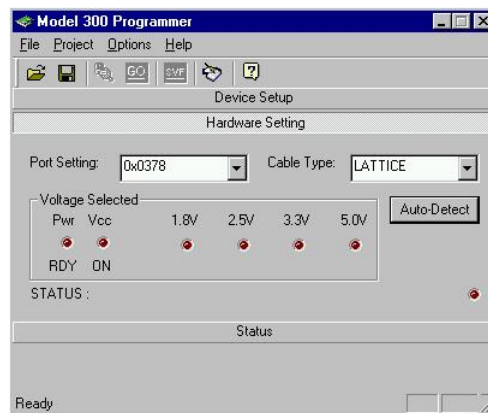 Model 300 Programmer
File Project Options Help
GO SVF ?
Device Setup
Hardware Setting
Port Setting: 0x0378 Cable Type: LATTICE
Voltage Selected
Pwr Vcc 1.8V 2.5V 3.3V 5.0V
Auto-Detect
RDY ON
STATUS :
Status
Ready